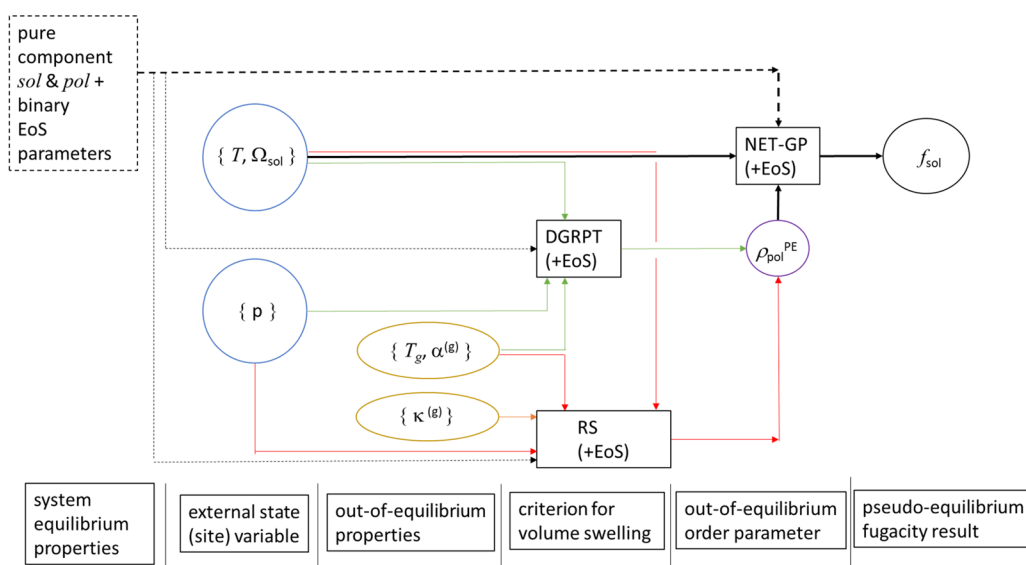 pure
component
sol & pol +
binary
EoS
parameters
{ T, Ωsol }
NET-GP
(+EoS)
fsol
DGRPT
(+EoS)
ρpol^PE
{ p }
{ Tg, α(g) }
{ κ (g) }
RS
(+EoS)
system
equilibrium
properties
external state
(site) variable
out-of-equilibrium
properties
criterion for
volume swelling
out-of-equilibrium
order parameter
pseudo-equilibrium
fugacity result